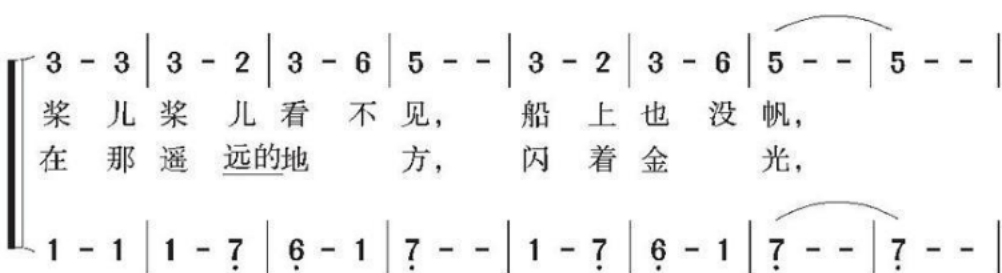 3 - 3 | 3 - 2 | 3 - 6 | 5 - - | 3 - 2 | 3 - 6 | 5 - - | 5 - - |
桨 儿 桨 儿 看 不 见， 船 上 也 没 帆，
在 那 遥 远的地 方， 闪 着 金 光，
1 - 1 | 1 - 7̣ | 6̣ - 1 | 7̣ - - | 1 - 7̣ | 6̣ - 1 | 7̣ - - | 7̣ - - |